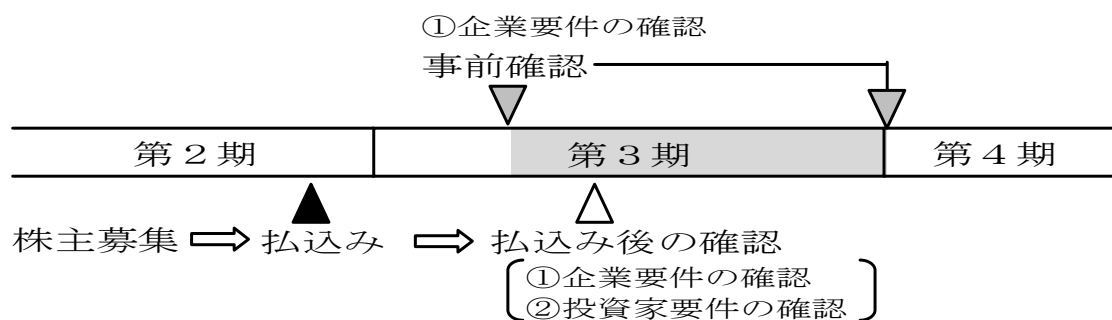 ①企業要件の確認
事前確認
第２期
第３期
第４期
株主募集
払込み
払込み後の確認
①企業要件の確認
②投資家要件の確認